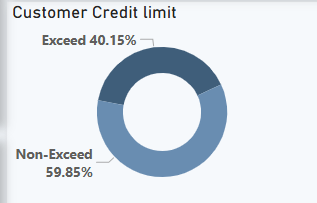 Customer Credit limit
Exceed 40.15%
Non-Exceed
59.85%